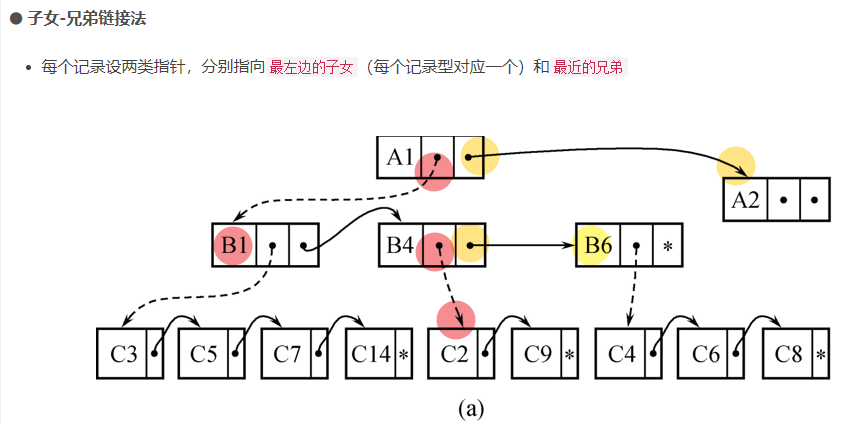 ● 子女-兄弟链接法
• 每个记录设两类指针，分别指向 最左边的子女（每个记录型对应一个）和 最近的兄弟
A1
A2
B1 B4 B6 *
C3 C5 C7 C14 * C2 C9 * C4 C6 C8 *
(a)